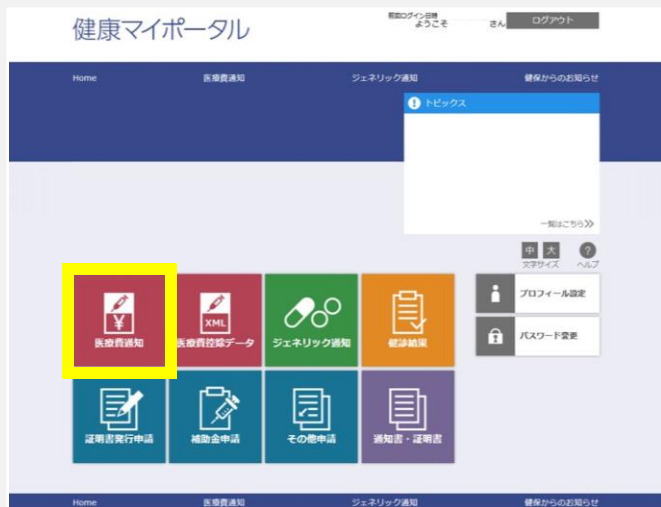 健康マイポータル
前回ログイン日時
ようこそ さん
ログアウト
Home 医療費通知 ジェネリック通知 健保からのお知らせ
トピックス
一覧はこちら》
中 大 ?
文字サイズ ヘルプ
プロフィール設定
パスワード変更
¥
医療費通知
XML
医療費控除データ
ジェネリック通知
健診結果
証明書発行申請
補助金申請
その他申請
通知書・証明書
Home 医療費通知 ジェネリック通知 健保からのお知らせ